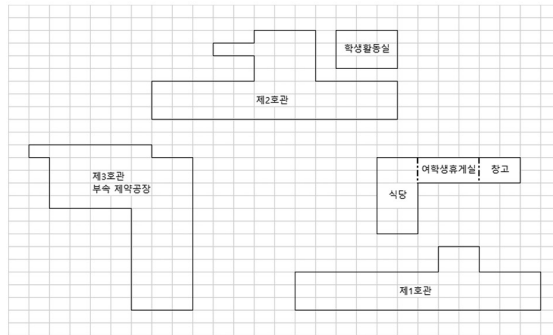 학생활동실
제2호관
제3호관
부속 제약공장
여학생휴게실
창고
식당
제1호관